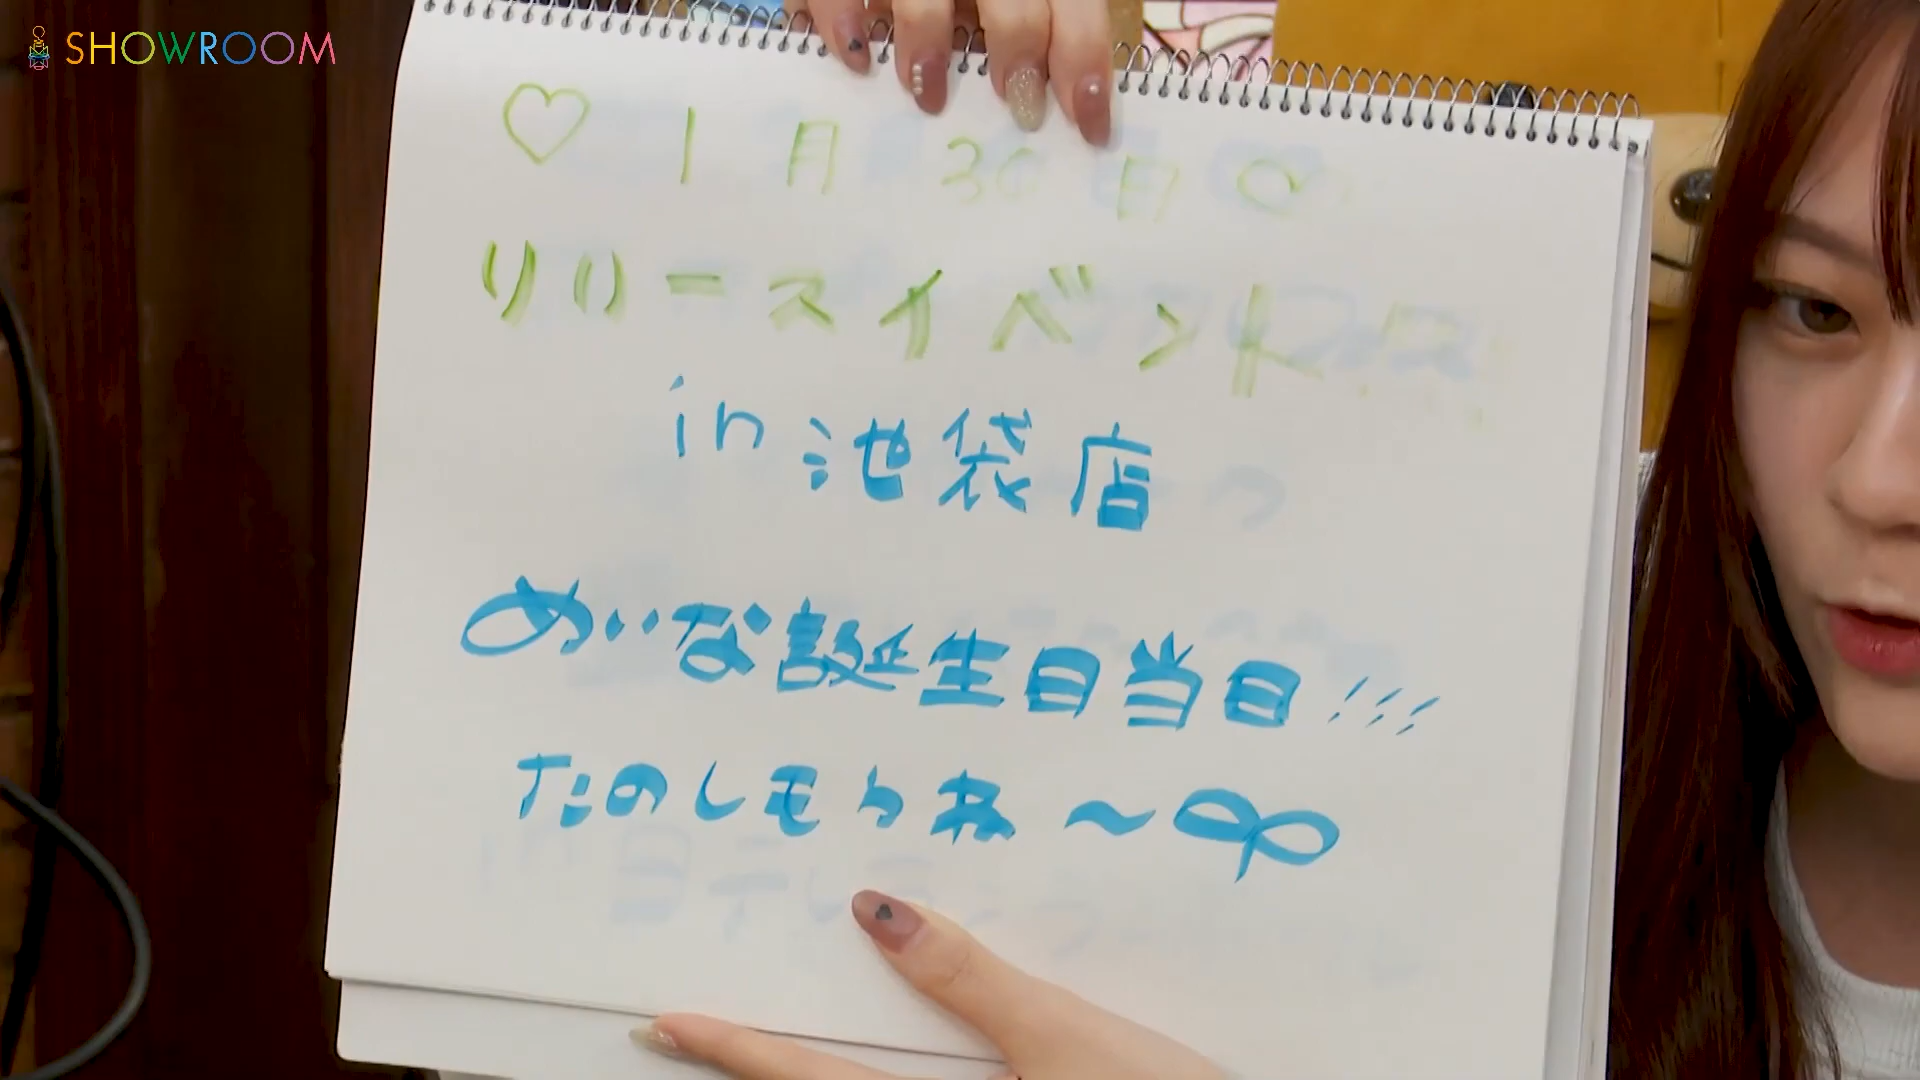 SHOWROOM
♡ 1月30日♡
リリースイベント
in 池袋店
めいな誕生日当日!!!
たのしもうね〜